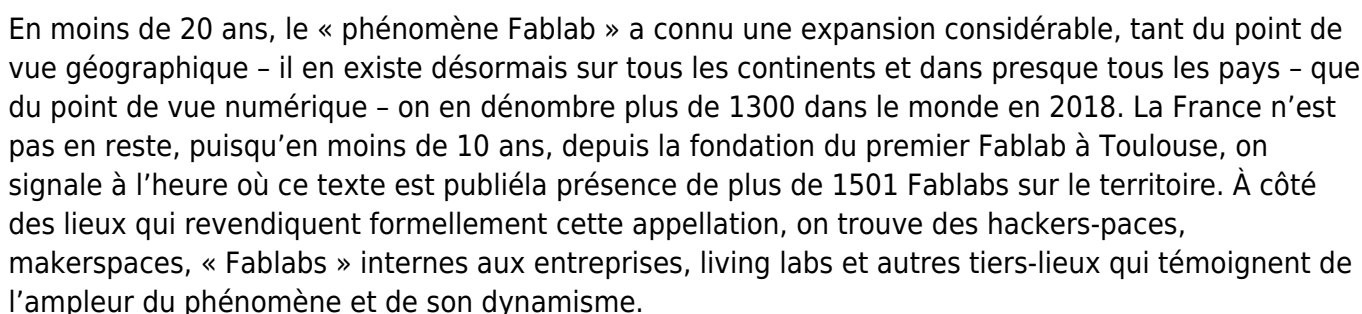 En moins de 20 ans, le « phénomène Fablab » a connu une expansion considérable, tant du point de
vue géographique – il en existe désormais sur tous les continents et dans presque tous les pays – que
du point de vue numérique – on en dénombre plus de 1300 dans le monde en 2018. La France n’est
pas en reste, puisqu’en moins de 10 ans, depuis la fondation du premier Fablab à Toulouse, on
signale à l’heure où ce texte est publiéla présence de plus de 1501 Fablabs sur le territoire. À côté
des lieux qui revendiquent formellement cette appellation, on trouve des hackers-paces,
makerspaces, « Fablabs » internes aux entreprises, living labs et autres tiers-lieux qui témoignent de
l’ampleur du phénomène et de son dynamisme.